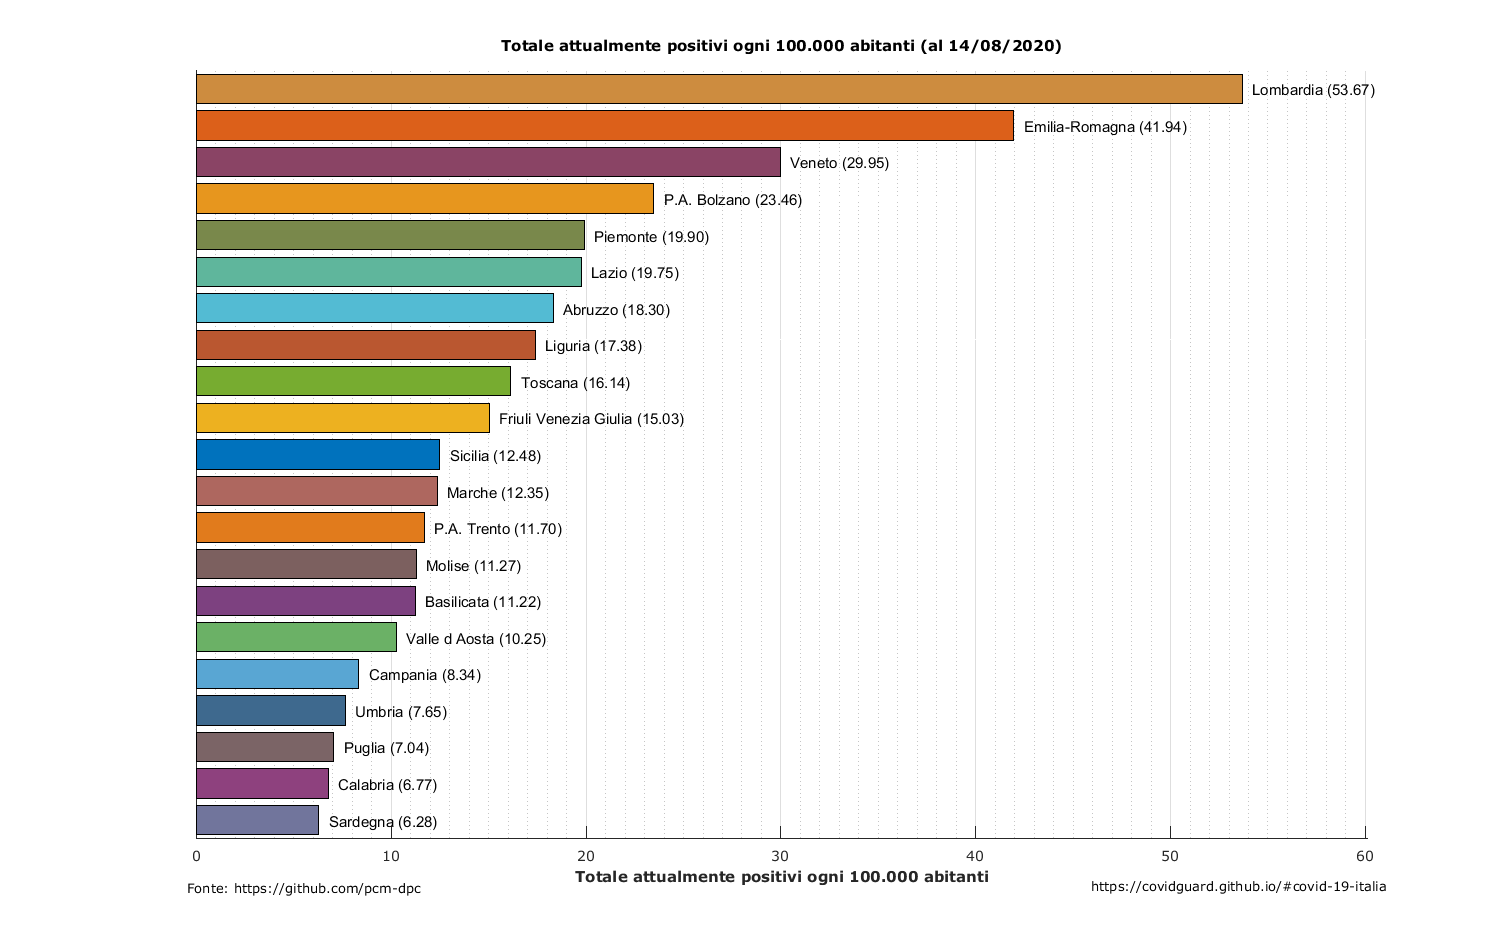 Totale attualmente positivi ogni 100.000 abitanti (al 14/08/2020)
Lombardia (53.67)
Emilia-Romagna (41.94)
Veneto (29.95)
P.A. Bolzano (23.46)
Piemonte (19.90)
Lazio (19.75)
Abruzzo (18.30)
Liguria (17.38)
Toscana (16.14)
Friuli Venezia Giulia (15.03)
Sicilia (12.48)
Marche (12.35)
P.A. Trento (11.70)
Molise (11.27)
Basilicata (11.22)
Valle d Aosta (10.25)
Campania (8.34)
Umbria (7.65)
Puglia (7.04)
Calabria (6.77)
Sardegna (6.28)
0 10 20 30 40 50 60
Totale attualmente positivi ogni 100.000 abitanti
Fonte: https://github.com/pcm-dpc
https://covidguard.github.io/#covid-19-italia